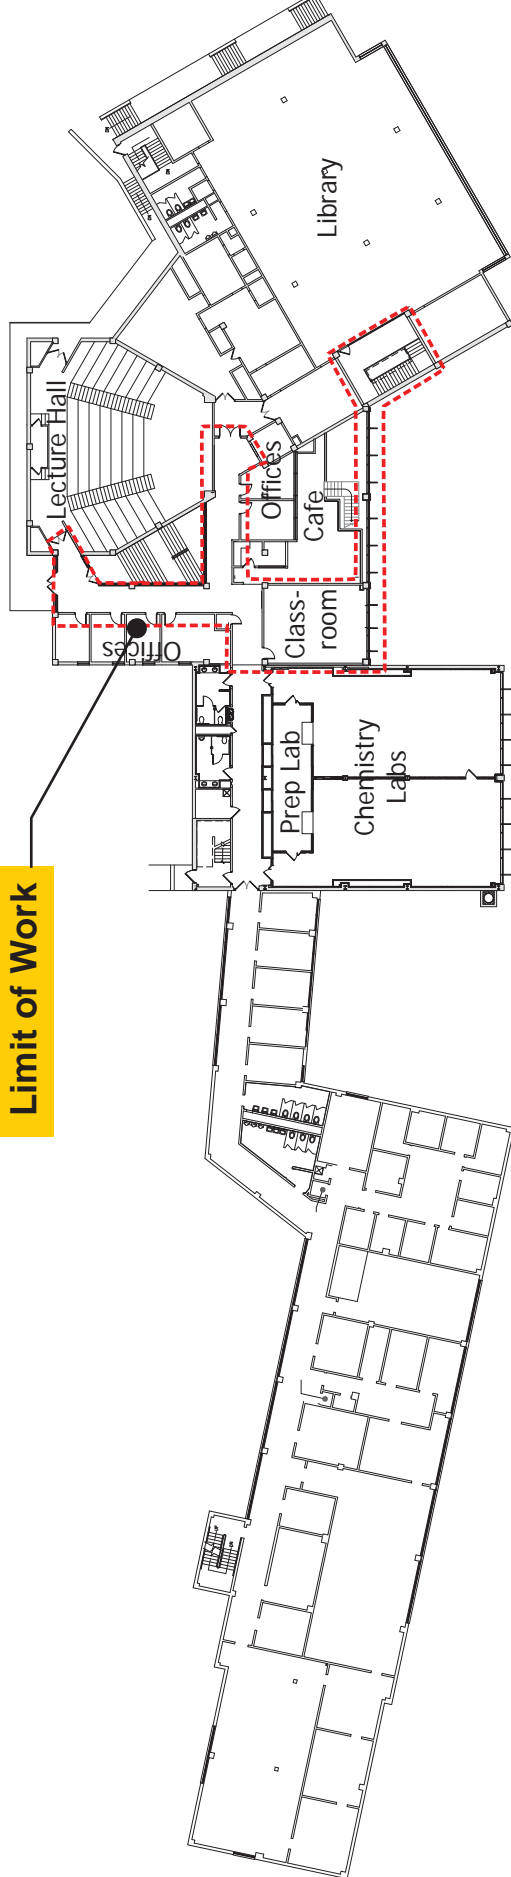 Limit of Work
Lecture Hall
Library
Offices
Cafe
Offices
Class-
room
Prep Lab
Chemistry
Labs